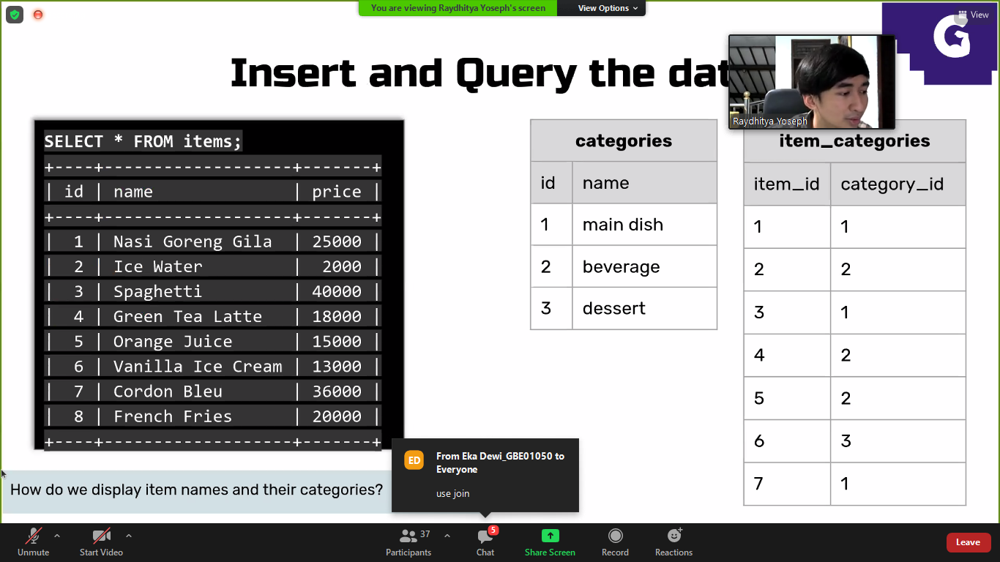 You are viewing Raydhitya Yoseph's screen
View Options
View
G
Insert and Query the dat
Raydhitya Yoseph
SELECT * FROM items;
+----+--------------------+-------+
| id | name | price |
+----+--------------------+-------+
| 1 | Nasi Goreng Gila | 25000 |
| 2 | Ice Water | 2000 |
| 3 | Spaghetti | 40000 |
| 4 | Green Tea Latte | 18000 |
| 5 | Orange Juice | 15000 |
| 6 | Vanilla Ice Cream | 13000 |
| 7 | Cordon Bleu | 36000 |
| 8 | French Fries | 20000 |
+----+--------------------+-------+
How do we display item names and their categories?
categories
id name
1 main dish
2 beverage
3 dessert
item_categories
item_id category_id
1 1
2 2
3 1
4 2
5 2
6 3
7 1
ED
From Eka Dewi_GBE01050 to
Everyone
use join
Unmute
Start Video
37
Participants
5
Chat
Share Screen
Record
Reactions
Leave